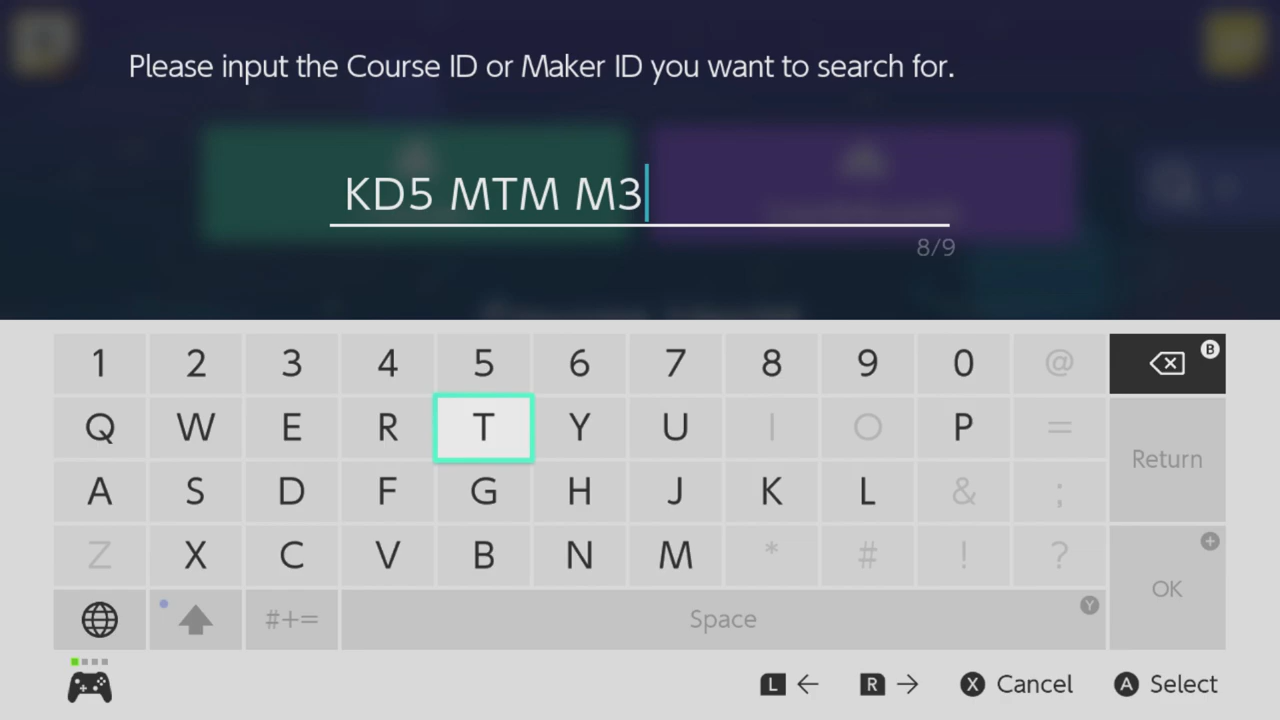 Please input the Course ID or Maker ID you want to search for.
KD5 MTM M3
8/9
1 2 3 4 5 6 7 8 9 0 @ B
Q W E R T Y U I O P =
Return
A S D F G H J K L & ;
Z X C V B N M * # ! ?
+
OK
#+= Space Y
L ← R → X Cancel A Select